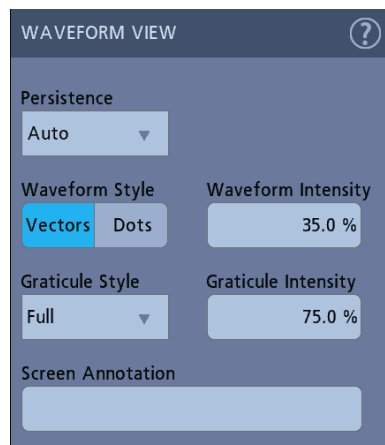 WAVEFORM VIEW ?
Persistence
Auto
Waveform Style Waveform Intensity
Vectors Dots 35.0 %
Graticule Style Graticule Intensity
Full 75.0 %
Screen Annotation